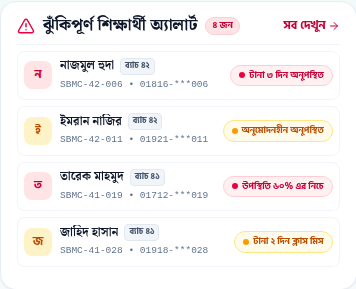 ঝুঁকিপূর্ণ শিক্ষার্থী অ্যালার্ট ৪ জন সব দেখুন →
ন নাজমুল হুদা ব্যাচ ৪২ টানা ৩ দিন অনুপস্থিত
SBMC-42-006 • 01816-***006
ই ইমরান নাজির ব্যাচ ৪২ অনুমোদনহীন অনুপস্থিত
SBMC-42-011 • 01921-***011
ত তারেক মাহমুদ ব্যাচ ৪১ উপস্থিতি ৬০% এর নিচে
SBMC-41-019 • 01712-***019
জ জাহিদ হাসান ব্যাচ ৪১ টানা ২ দিন ক্লাস মিস
SBMC-41-028 • 01918-***028